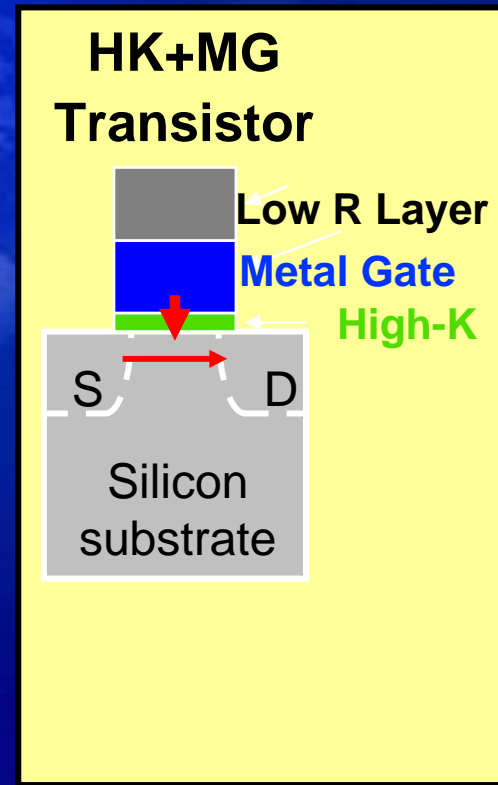 HK+MG
Transistor
Low R Layer
Metal Gate
High-K
S
D
Silicon
substrate